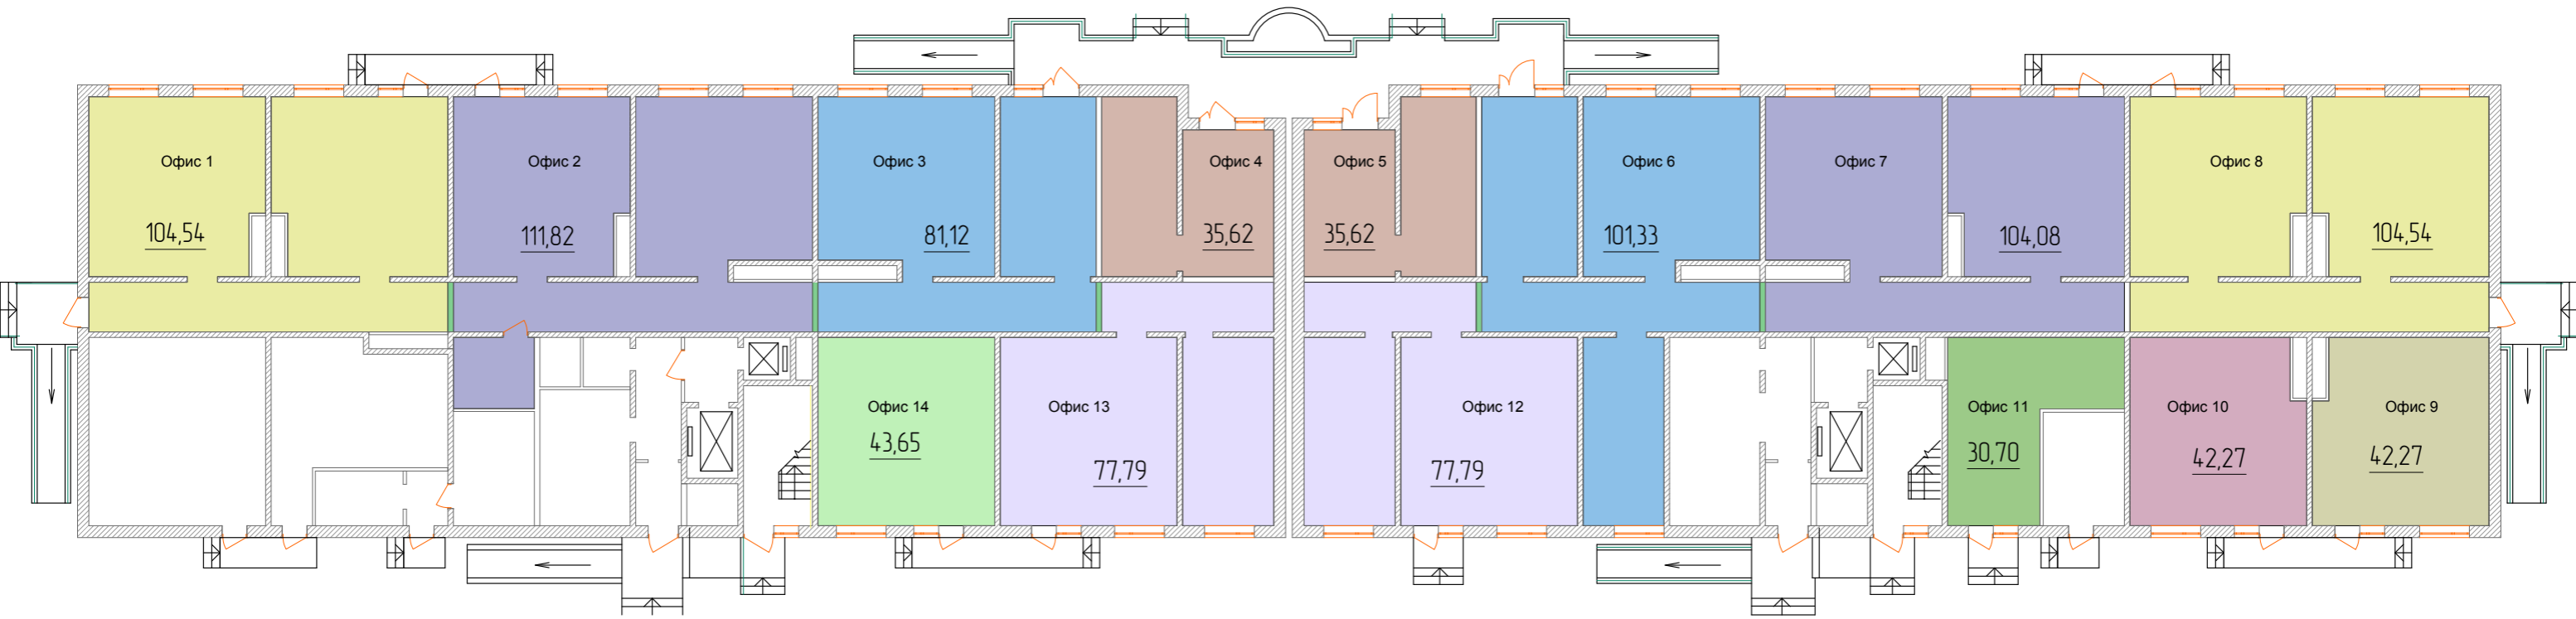 Офис 1
104,54
Офис 2
111,82
Офис 3
81,12
Офис 4
35,62
Офис 5
35,62
Офис 6
101,33
Офис 7
104,08
Офис 8
104,54
Офис 14
43,65
Офис 13
77,79
Офис 12
77,79
Офис 11
30,70
Офис 10
42,27
Офис 9
42,27